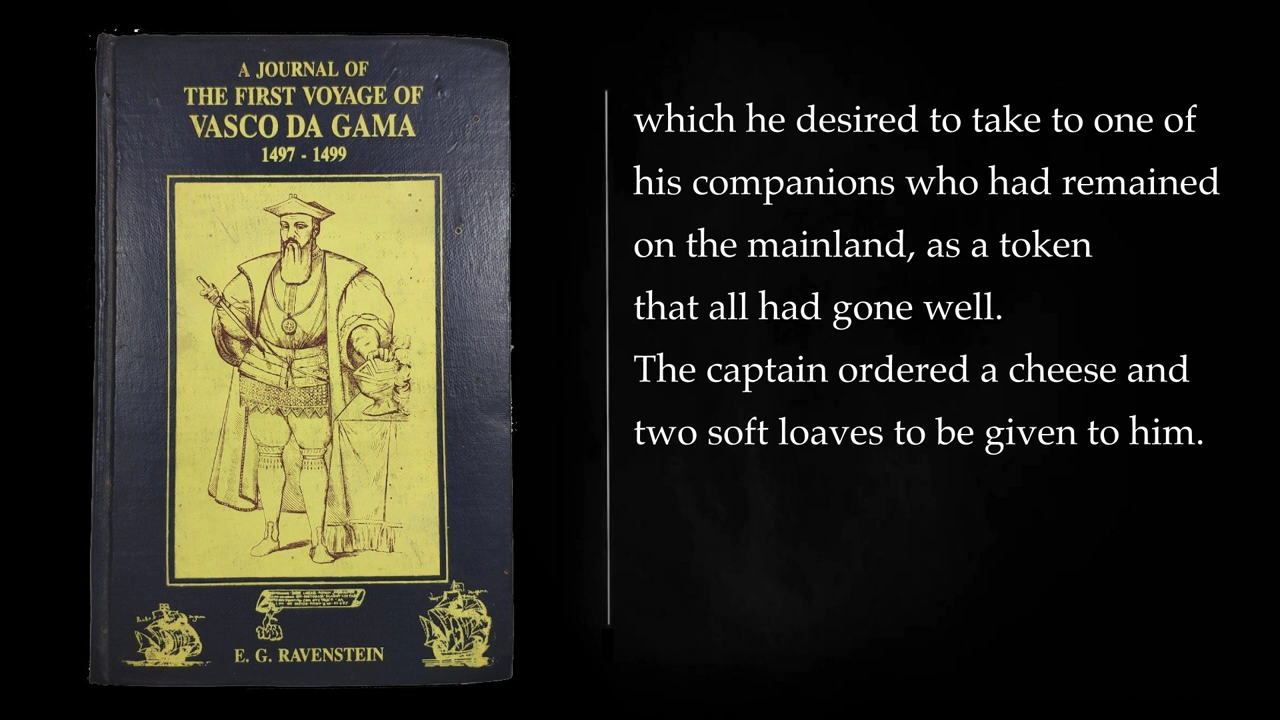 A JOURNAL OF
THE FIRST VOYAGE OF
VASCO DA GAMA
1497 - 1499
E. G. RAVENSTEIN
which he desired to take to one of
his companions who had remained
on the mainland, as a token
that all had gone well.
The captain ordered a cheese and
two soft loaves to be given to him.